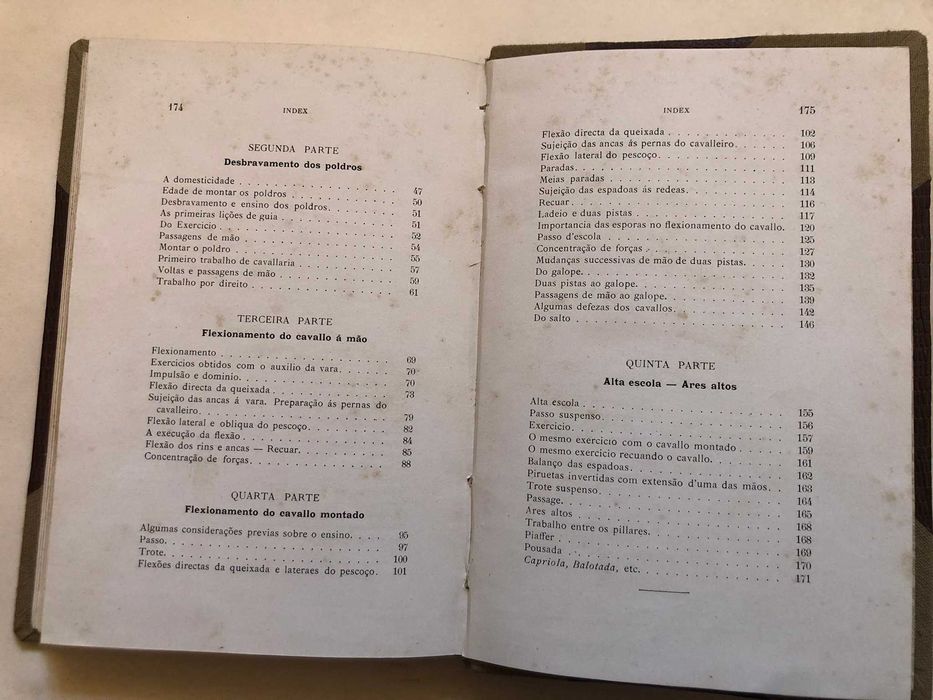 174
INDEX
SEGUNDA PARTE
Desbravamento dos poldros
A domesticidade . . . . . . . . . . . . . . . . 47
Edade de montar os poldros . . . . . . . . . . 50
Desbravamento e ensino dos poldros. . . . . . . 51
As primeiras lições de guia . . . . . . . . . . 51
Do Exercicio . . . . . . . . . . . . . . . . 52
Passagens de mão . . . . . . . . . . . . . . 54
Montar o poldro . . . . . . . . . . . . . . . 55
Primeiro trabalho de cavallaria . . . . . . . . . 57
Voltas e passagens de mão . . . . . . . . . . . 59
Trabalho por direito . . . . . . . . . . . . . . 61
TERCEIRA PARTE
Flexionamento do cavallo á mão
Flexionamento . . . . . . . . . . . . . . . . 69
Exercicios obtidos com o auxilio da vara. . . . . . 70
Impulsão e dominio. . . . . . . . . . . . . . . 70
Flexão directa da queixada . . . . . . . . . . . 73
Sujeição das ancas á vara. Preparação ás pernas do
cavalleiro. . . . . . . . . . . . . . . . . . 79
Flexão lateral e obliqua do pescoço. . . . . . . . 82
A execução da flexão . . . . . . . . . . . . . . 84
Flexão dos rins e ancas — Recuar. . . . . . . . . 85
Concentração de forças. . . . . . . . . . . . . 88
QUARTA PARTE
Flexionamento do cavallo montado
Algumas considerações previas sobre o ensino. . . . 95
Passo. . . . . . . . . . . . . . . . . . . . 97
Trote. . . . . . . . . . . . . . . . . . . . 100
Flexões directas da queixada e lateraes do pescoço. 101
INDEX
175
Flexão directa da queixada . . . . . . . . . . . 102
Sujeição das ancas ás pernas do cavalleiro. . . . . 106
Flexão lateral do pescoço. . . . . . . . . . . . 109
Paradas. . . . . . . . . . . . . . . . . . . 111
Meias paradas . . . . . . . . . . . . . . . . 113
Sujeição das espadoas ás redeas. . . . . . . . . 114
Recuar . . . . . . . . . . . . . . . . . . . 116
Ladeio e duas pistas . . . . . . . . . . . . . 117
Importancia das esporas no flexionamento do cavallo. 120
Passo d'escola . . . . . . . . . . . . . . . . 125
Concentração de forças . . . . . . . . . . . . . 127
Mudanças successivas de mão de duas pistas. . . . 130
Do galope. . . . . . . . . . . . . . . . . . 132
Duas pistas ao galope. . . . . . . . . . . . . 135
Passagens de mão ao galope. . . . . . . . . . . 139
Algumas defezas dos cavallos. . . . . . . . . . 142
Do salto . . . . . . . . . . . . . . . . . . 146
QUINTA PARTE
Alta escola — Ares altos
Alta escola . . . . . . . . . . . . . . . . . 155
Passo suspenso. . . . . . . . . . . . . . . . 156
Exercicio. . . . . . . . . . . . . . . . . . 157
O mesmo exercicio com o cavallo montado . . . . 159
O mesmo exercicio recuando o cavallo. . . . . . . 161
Balanço das espadoas. . . . . . . . . . . . . . 162
Piruetas invertidas com extensão d'uma das mãos. . 163
Trote suspenso. . . . . . . . . . . . . . . . 164
Passage. . . . . . . . . . . . . . . . . . . 165
Ares altos . . . . . . . . . . . . . . . . . 168
Trabalho entre os pillares. . . . . . . . . . . . 168
Piaffer . . . . . . . . . . . . . . . . . . . 169
Pousada . . . . . . . . . . . . . . . . . . . 170
Capriola, Balotada, etc. . . . . . . . . . . . . 171